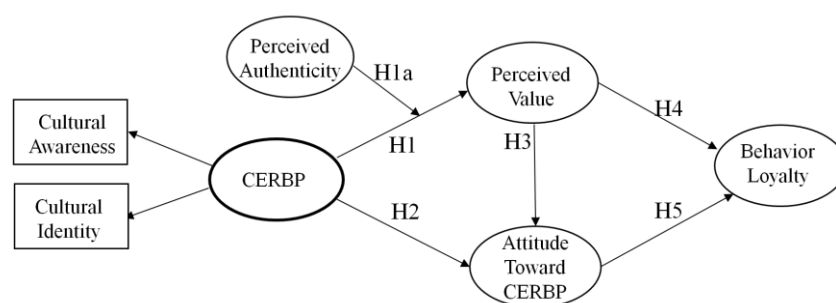 Perceived
Authenticity
H1a
Perceived
Value
Cultural
Awareness
H1
H3
H4
CERBP
Behavior
Loyalty
Cultural
Identity
H2
H5
Attitude
Toward
CERBP